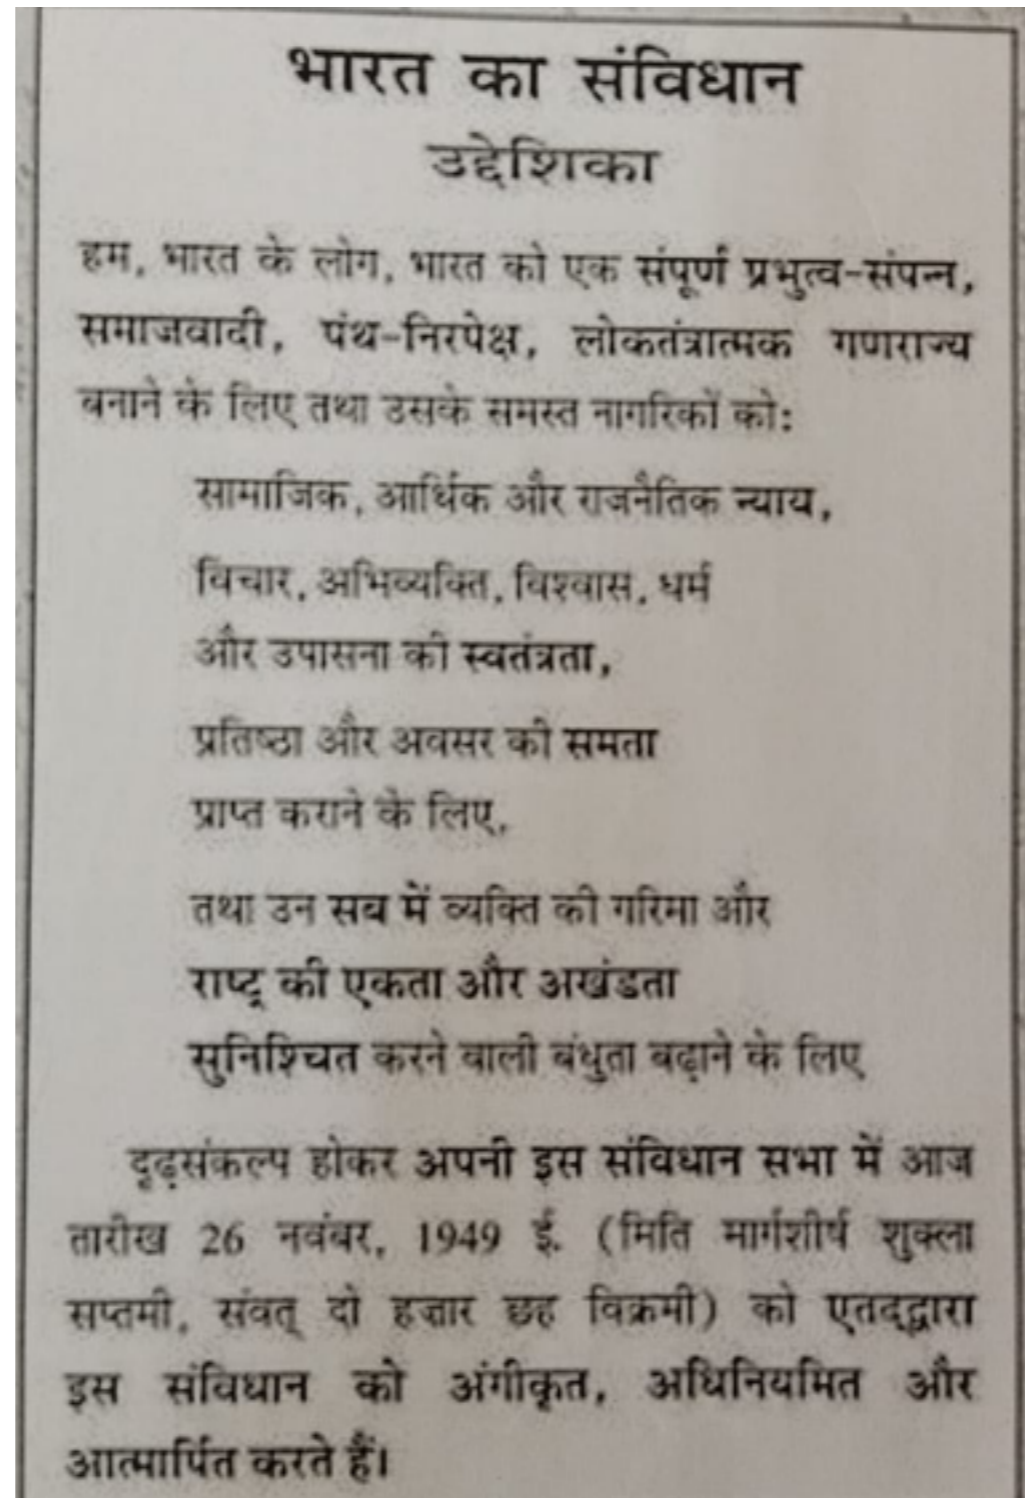 भारत का संविधान
उद्देशिका
हम, भारत के लोग, भारत को एक संपूर्ण प्रभुत्व-संपन्न,
समाजवादी, पंथ-निरपेक्ष, लोकतंत्रात्मक गणराज्य
बनाने के लिए तथा उसके समस्त नागरिकों को:
सामाजिक, आर्थिक और राजनैतिक न्याय,
विचार, अभिव्यक्ति, विश्वास, धर्म
और उपासना की स्वतंत्रता,
प्रतिष्ठा और अवसर की समता
प्राप्त कराने के लिए,
तथा उन सब में व्यक्ति की गरिमा और
राष्ट्र की एकता और अखंडता
सुनिश्चित करने वाली बंधुता बढ़ाने के लिए
दृढ़संकल्प होकर अपनी इस संविधान सभा में आज
तारीख 26 नवंबर, 1949 ई. (मिति मार्गशीर्ष शुक्ला
सप्तमी, संवत् दो हज़ार छह विक्रमी) को एतद्द्वारा
इस संविधान को अंगीकृत, अधिनियमित और
आत्मार्पित करते हैं।